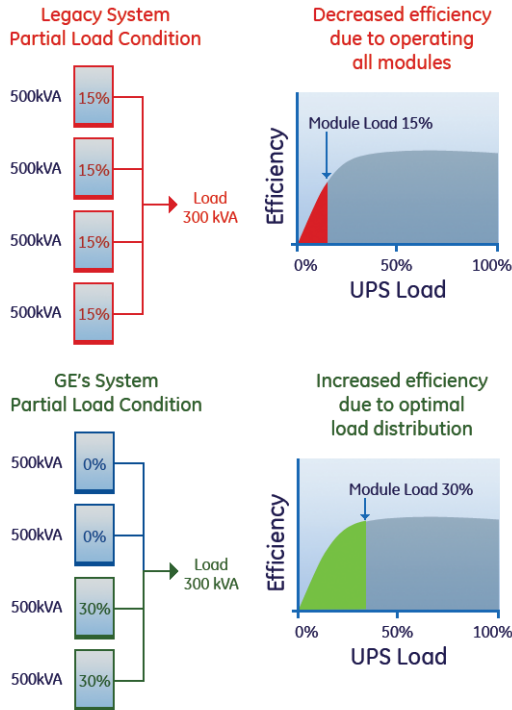 Legacy System
Partial Load Condition
500kVA
15%
500kVA
15%
500kVA
15%
500kVA
15%
Load
300 kVA
Decreased efficiency
due to operating
all modules
Module Load 15%
Efficiency
0%
50%
100%
UPS Load
GE's System
Partial Load Condition
500kVA
0%
500kVA
0%
500kVA
30%
500kVA
30%
Load
300 kVA
Increased efficiency
due to optimal
load distribution
Module Load 30%
Efficiency
0%
50%
100%
UPS Load